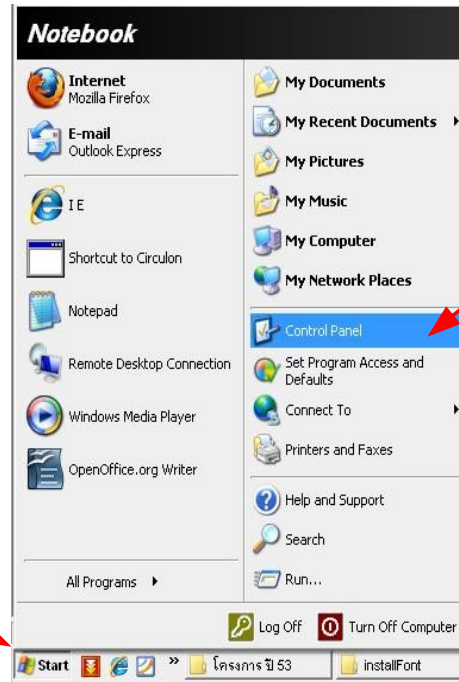 Notebook
Internet
Mozilla Firefox
E-mail
Outlook Express
I E
Shortcut to Circulon
Notepad
Remote Desktop Connection
Windows Media Player
OpenOffice.org Writer
All Programs
My Documents
My Recent Documents
My Pictures
My Music
My Computer
My Network Places
Control Panel
Set Program Access and
Defaults
Connect To
Printers and Faxes
Help and Support
Search
Run...
Log Off
Turn Off Computer
Start
โครงการ ปี 53
installFont